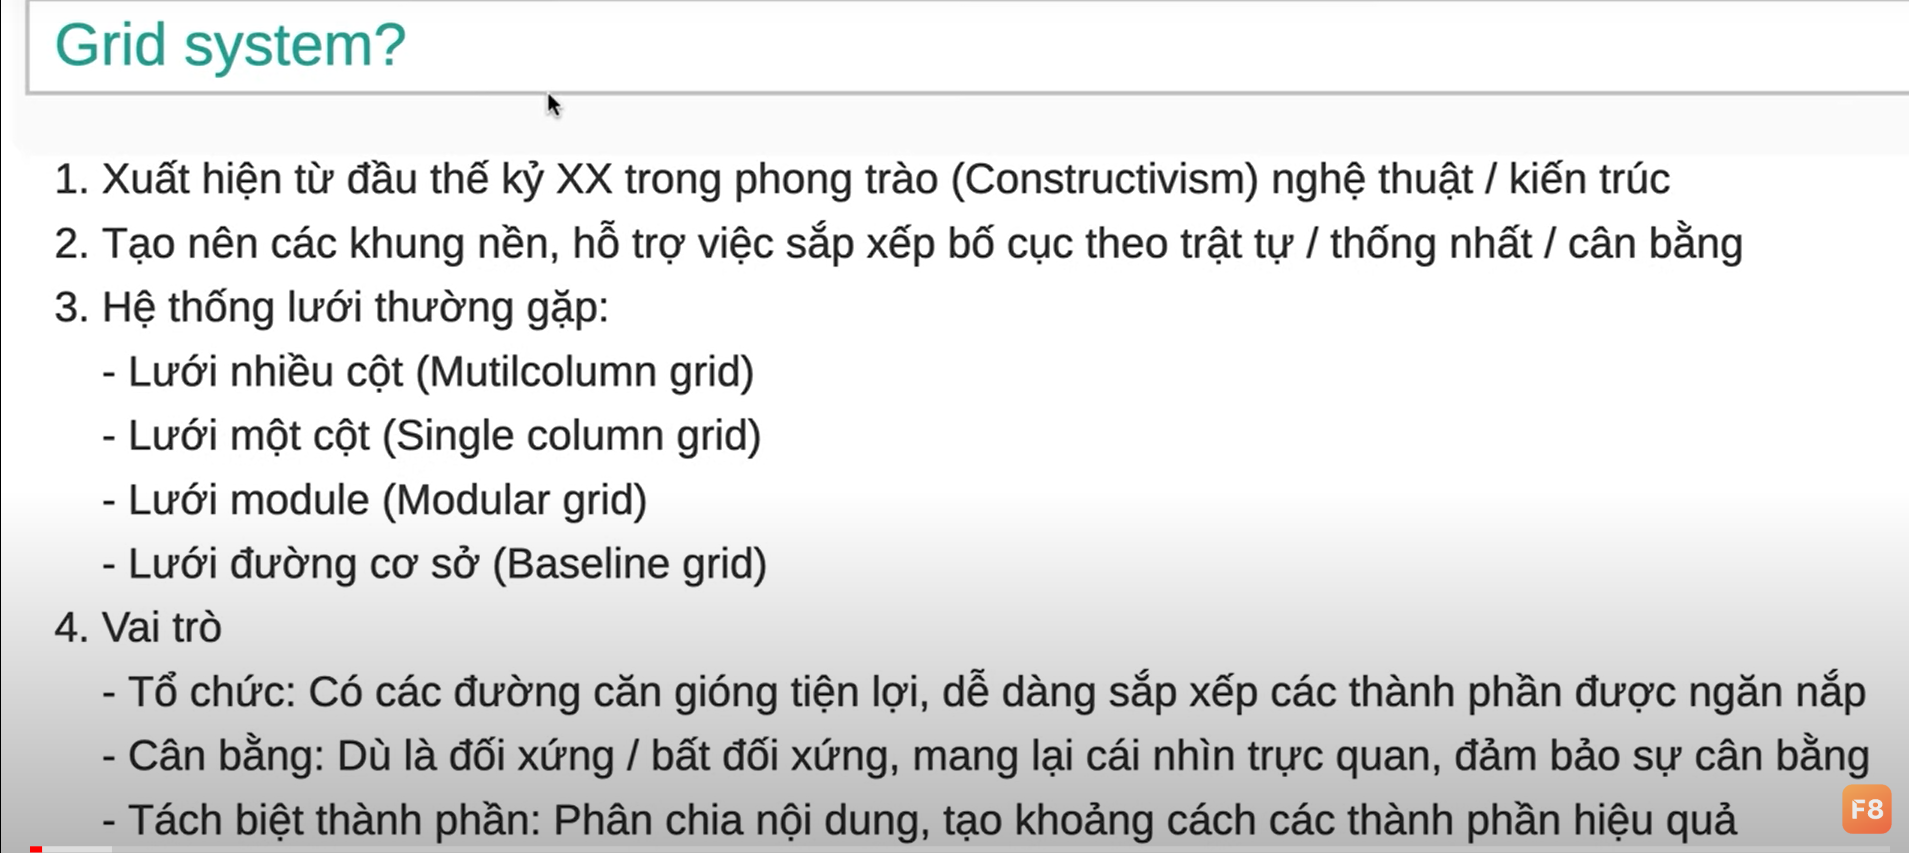 Grid system?
1. Xuất hiện từ đầu thế kỷ XX trong phong trào (Constructivism) nghệ thuật / kiến trúc
2. Tạo nên các khung nền, hỗ trợ việc sắp xếp bố cục theo trật tự / thống nhất / cân bằng
3. Hệ thống lưới thường gặp:
- Lưới nhiều cột (Mutilcolumn grid)
- Lưới một cột (Single column grid)
- Lưới module (Modular grid)
- Lưới đường cơ sở (Baseline grid)
4. Vai trò
- Tổ chức: Có các đường căn gióng tiện lợi, dễ dàng sắp xếp các thành phần được ngăn nắp
- Cân bằng: Dù là đối xứng / bất đối xứng, mang lại cái nhìn trực quan, đảm bảo sự cân bằng
- Tách biệt thành phần: Phân chia nội dung, tạo khoảng cách các thành phần hiệu quả
F8